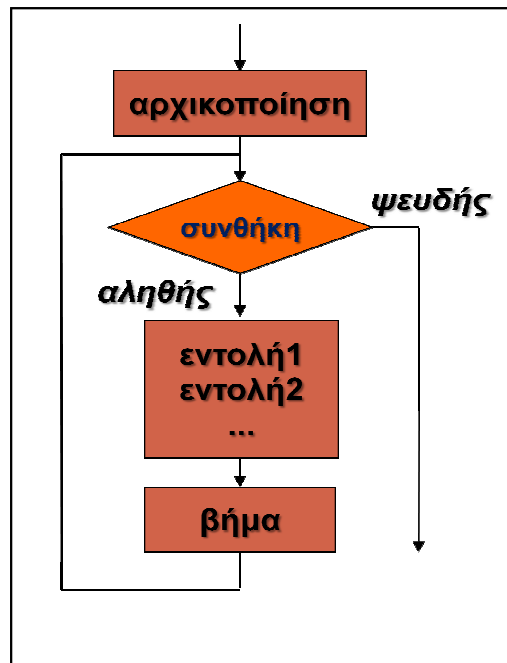 αρχικοποίηση
ψευδής
συνθήκη
αληθής
εντολή1
εντολή2
...
βήμα